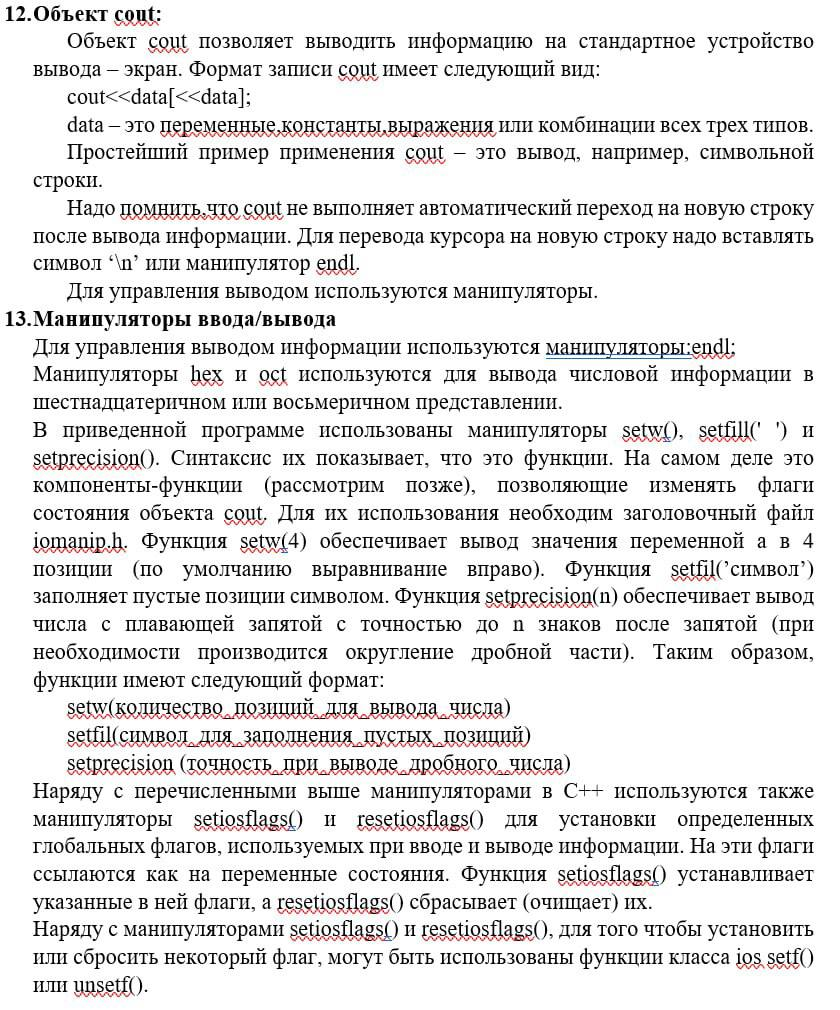 12.Объект cout:
Объект cout позволяет выводить информацию на стандартное устройство
вывода – экран. Формат записи cout имеет следующий вид:
cout<<data[<<data];
data – это переменные,константы,выражения или комбинации всех трех типов.
Простейший пример применения cout – это вывод, например, символьной
строки.
Надо помнить,что cout не выполняет автоматический переход на новую строку
после вывода информации. Для перевода курсора на новую строку надо вставлять
символ ‘\n’ или манипулятор endl.
Для управления выводом используются манипуляторы.
13.Манипуляторы ввода/вывода
Для управления выводом информации используются манипуляторы:endl;
Манипуляторы hex и oct используются для вывода числовой информации в
шестнадцатеричном или восьмеричном представлении.
В приведенной программе использованы манипуляторы setw(), setfill(' ') и
setprecision(). Синтаксис их показывает, что это функции. На самом деле это
компоненты-функции (рассмотрим позже), позволяющие изменять флаги
состояния объекта cout. Для их использования необходим заголовочный файл
iomanip.h. Функция setw(4) обеспечивает вывод значения переменной a в 4
позиции (по умолчанию выравнивание вправо). Функция setfil(’символ’)
заполняет пустые позиции символом. Функция setprecision(n) обеспечивает вывод
числа с плавающей запятой с точностью до n знаков после запятой (при
необходимости производится округление дробной части). Таким образом,
функции имеют следующий формат:
setw(количество_позиций_для_вывода_числа)
setfil(символ_для_заполнения_пустых_позиций)
setprecision (точность_при_выводе_дробного_числа)
Наряду с перечисленными выше манипуляторами в C++ используются также
манипуляторы setiosflags() и resetiosflags() для установки определенных
глобальных флагов, используемых при вводе и выводе информации. На эти флаги
ссылаются как на переменные состояния. Функция setiosflags() устанавливает
указанные в ней флаги, а resetiosflags() сбрасывает (очищает) их.
Наряду с манипуляторами setiosflags() и resetiosflags(), для того чтобы установить
или сбросить некоторый флаг, могут быть использованы функции класса ios setf()
или unsetf().